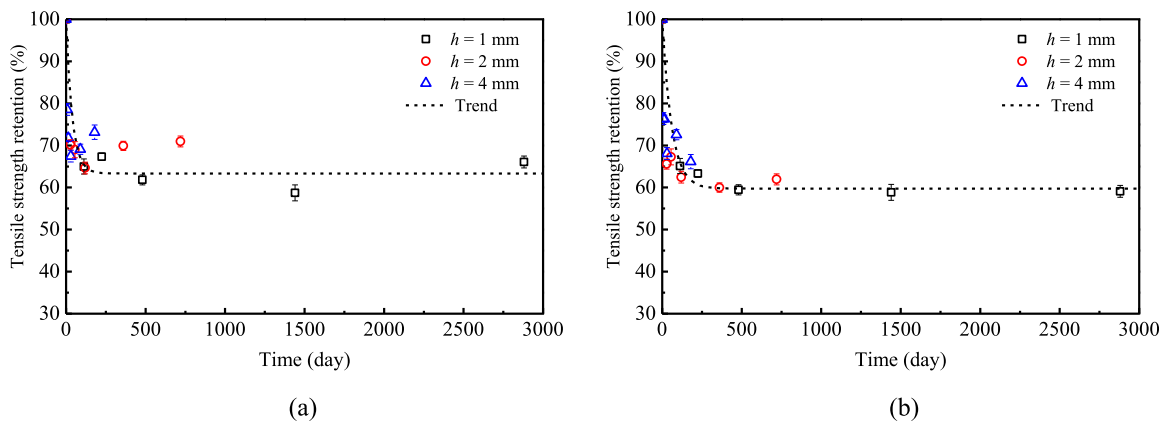 100
90
80
70
60
50
40
30
Tensile strength retention (%)
h = 1 mm
h = 2 mm
h = 4 mm
Trend
0 500 1000 1500 2000 2500 3000
Time (day)
(a)
100
90
80
70
60
50
40
30
Tensile strength retention (%)
h = 1 mm
h = 2 mm
h = 4 mm
Trend
0 500 1000 1500 2000 2500 3000
Time (day)
(b)